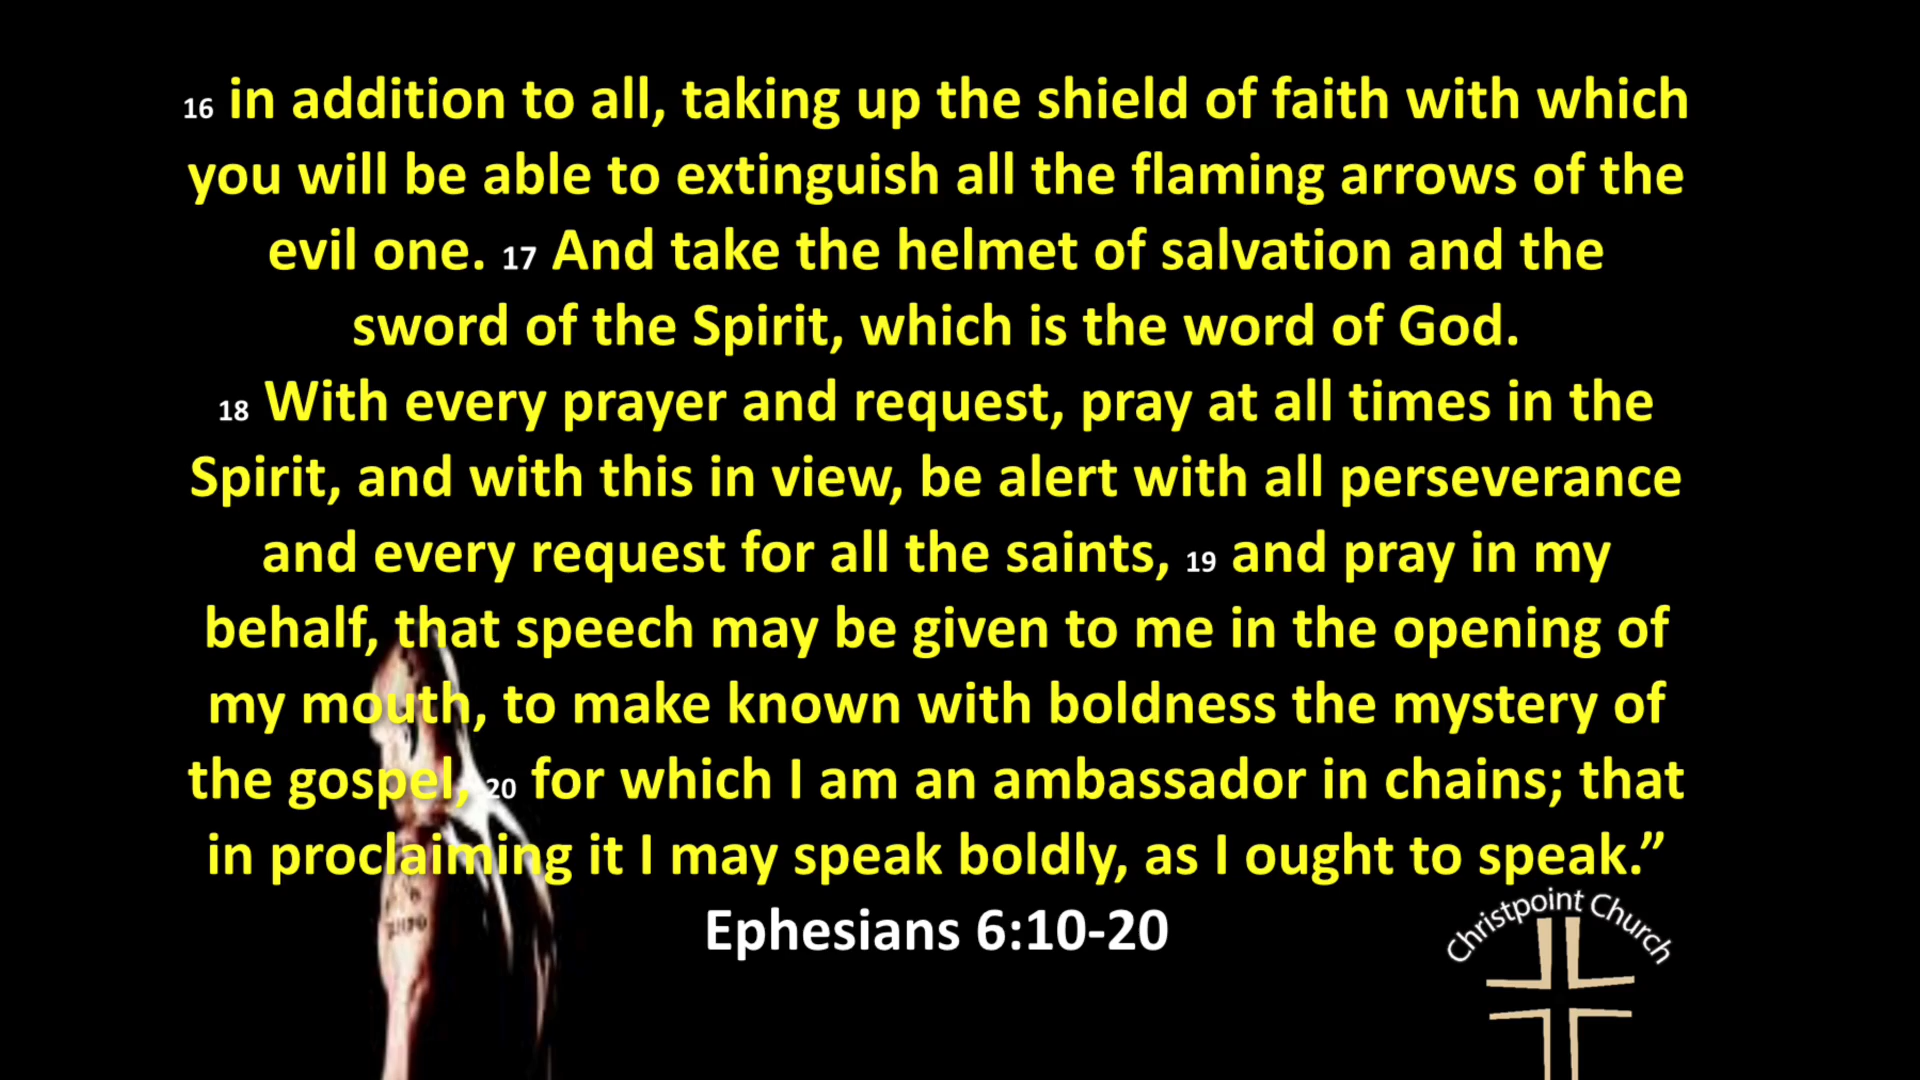 16 in addition to all, taking up the shield of faith with which
you will be able to extinguish all the flaming arrows of the
evil one. 17 And take the helmet of salvation and the
sword of the Spirit, which is the word of God.
18 With every prayer and request, pray at all times in the
Spirit, and with this in view, be alert with all perseverance
and every request for all the saints, 19 and pray in my
behalf, that speech may be given to me in the opening of
my mouth, to make known with boldness the mystery of
the gospel, 20 for which I am an ambassador in chains; that
in proclaiming it I may speak boldly, as I ought to speak.”
Ephesians 6:10-20
Christpoint Church